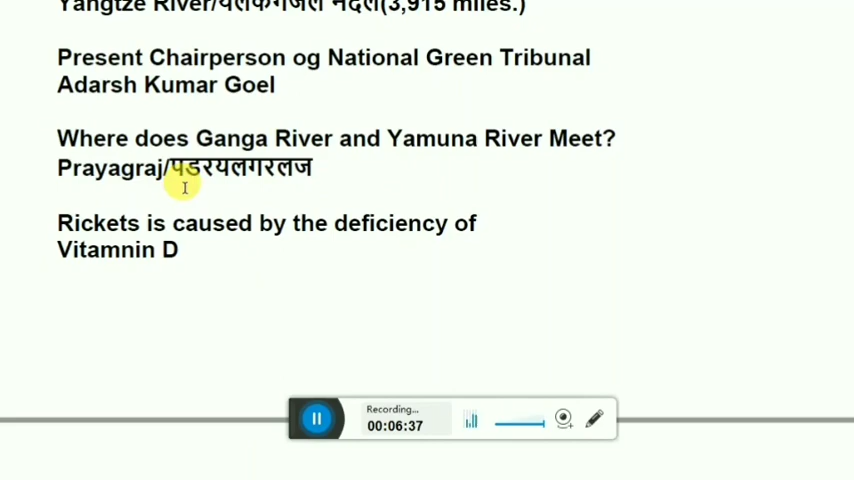 Yangtze River/यलकगजल नदल(3,915 miles.)
Present Chairperson og National Green Tribunal
Adarsh Kumar Goel
Where does Ganga River and Yamuna River Meet?
Prayagraj/पडरयलगरलज
Rickets is caused by the deficiency of
Vitamnin D
Recording...
00:06:37